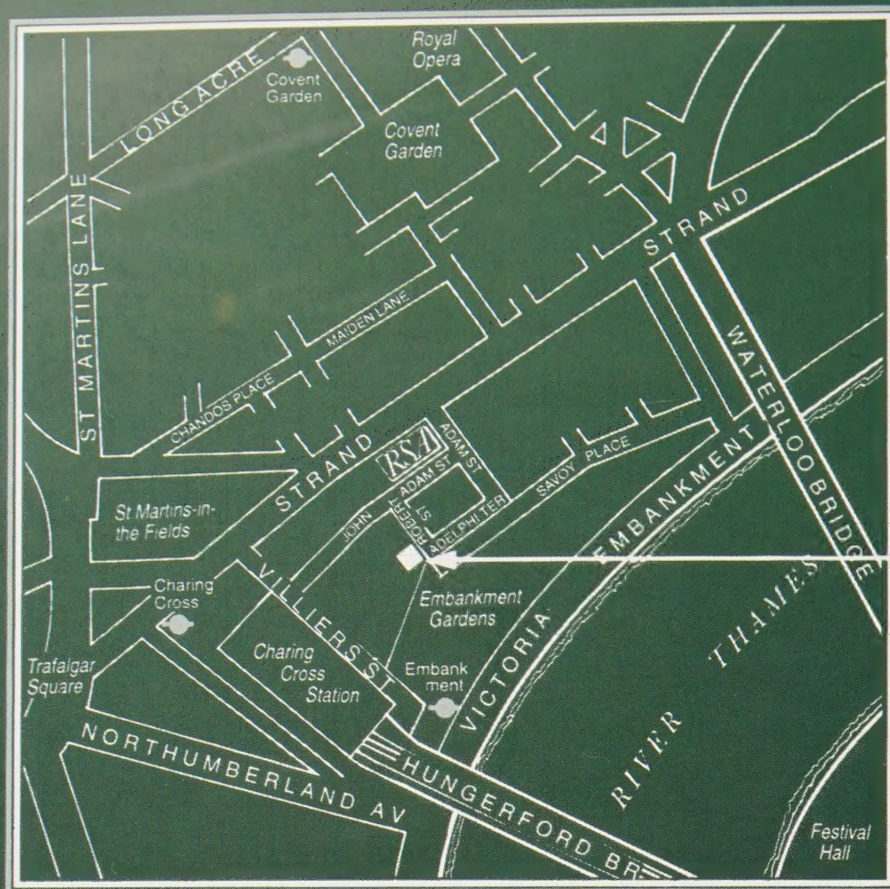 Royal
Opera
LONG ACRE
Covent
Garden
Covent
Garden
ST MARTINS LANE
STRAND
MAIDEN LANE
CHANDOS PLACE
WATERLOO BRIDGE
STRAND
RSA
ADAM ST
ADAM ST
SAVOY PLACE
JOHN
ROBERT
ST
ADELPHI TER
St Martins-in-
the Fields
VICTORIA EMBANKMENT
Charing
Cross
VILLIERS ST
Embankment
Gardens
RIVER THAMES
Trafalgar
Square
Charing
Cross
Station
Embank
ment
NORTHUMBERLAND AV
HUNGERFORD BR
Festival
Hall